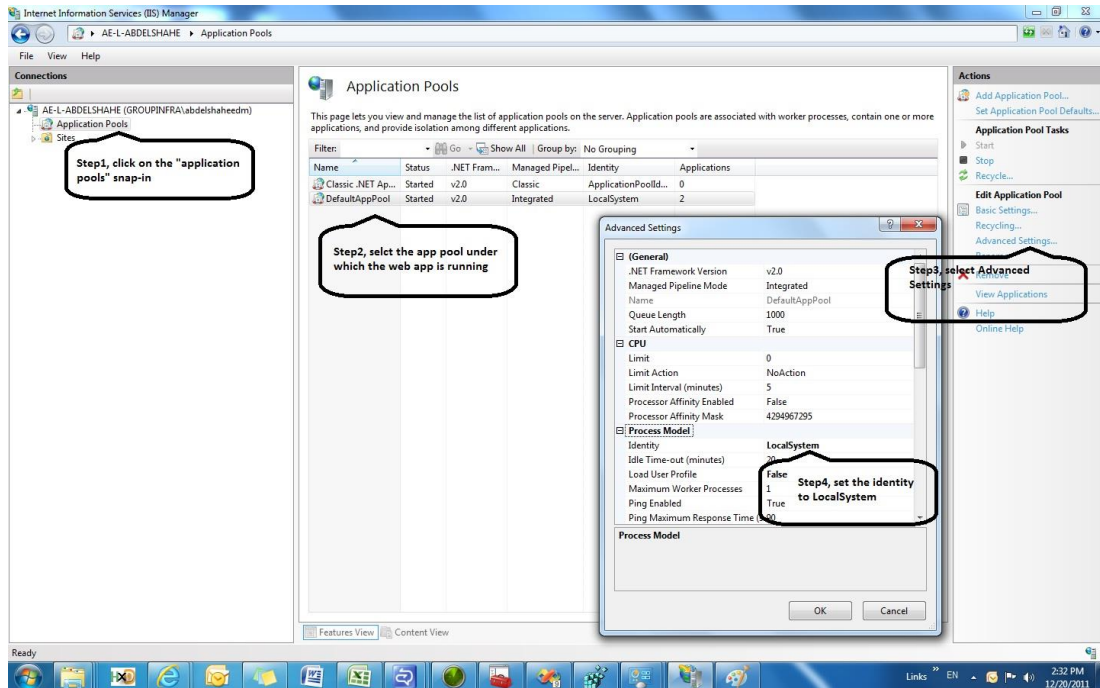 Internet Information Services (IIS) Manager
AE-L-ABDELSHAHE Application Pools
File View Help
Connections
AE-L-ABDELSHAHE (GROUPINFRA\abdelshaheedm)
Application Pools
Sites
Step1, click on the "application
pools" snap-in
Application Pools
This page lets you view and manage the list of application pools on the server. Application pools are associated with worker processes, contain one or more
applications, and provide isolation among different applications.
Filter: Go Show All Group by: No Grouping
Name Status .NET Fram... Managed Pipel... Identity Applications
Classic .NET Ap... Started v2.0 Classic ApplicationPoolId... 0
DefaultAppPool Started v2.0 Integrated LocalSystem 2
Step2, selct the app pool under
which the web app is running
Advanced Settings
(General)
.NET Framework Version v2.0
Managed Pipeline Mode Integrated
Name DefaultAppPool
Queue Length 1000
Start Automatically True
CPU
Limit 0
Limit Action NoAction
Limit Interval (minutes) 5
Processor Affinity Enabled False
Processor Affinity Mask 4294967295
Process Model
Identity LocalSystem
Idle Time-out (minutes) 20
Load User Profile False
Maximum Worker Processes 1
Ping Enabled True
Ping Maximum Response Time (s 90
Step4, set the identity
to LocalSystem
Process Model
OK Cancel
Actions
Add Application Pool...
Set Application Pool Defaults...
Application Pool Tasks
Start
Stop
Recycle...
Edit Application Pool
Basic Settings...
Recycling...
Advanced Settings...
Step3, select Advanced
Settings
Remove
View Applications
Help
Online Help
Features View Content View
Ready
Links EN 2:32 PM
12/20/2011